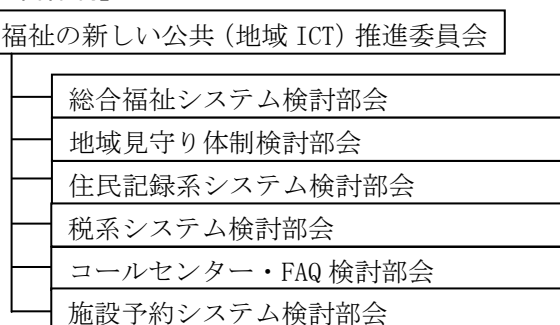 福祉の新しい公共（地域 ICT）推進委員会
総合福祉システム検討部会
地域見守り体制検討部会
住民記録系システム検討部会
税系システム検討部会
コールセンター・FAQ 検討部会
施設予約システム検討部会